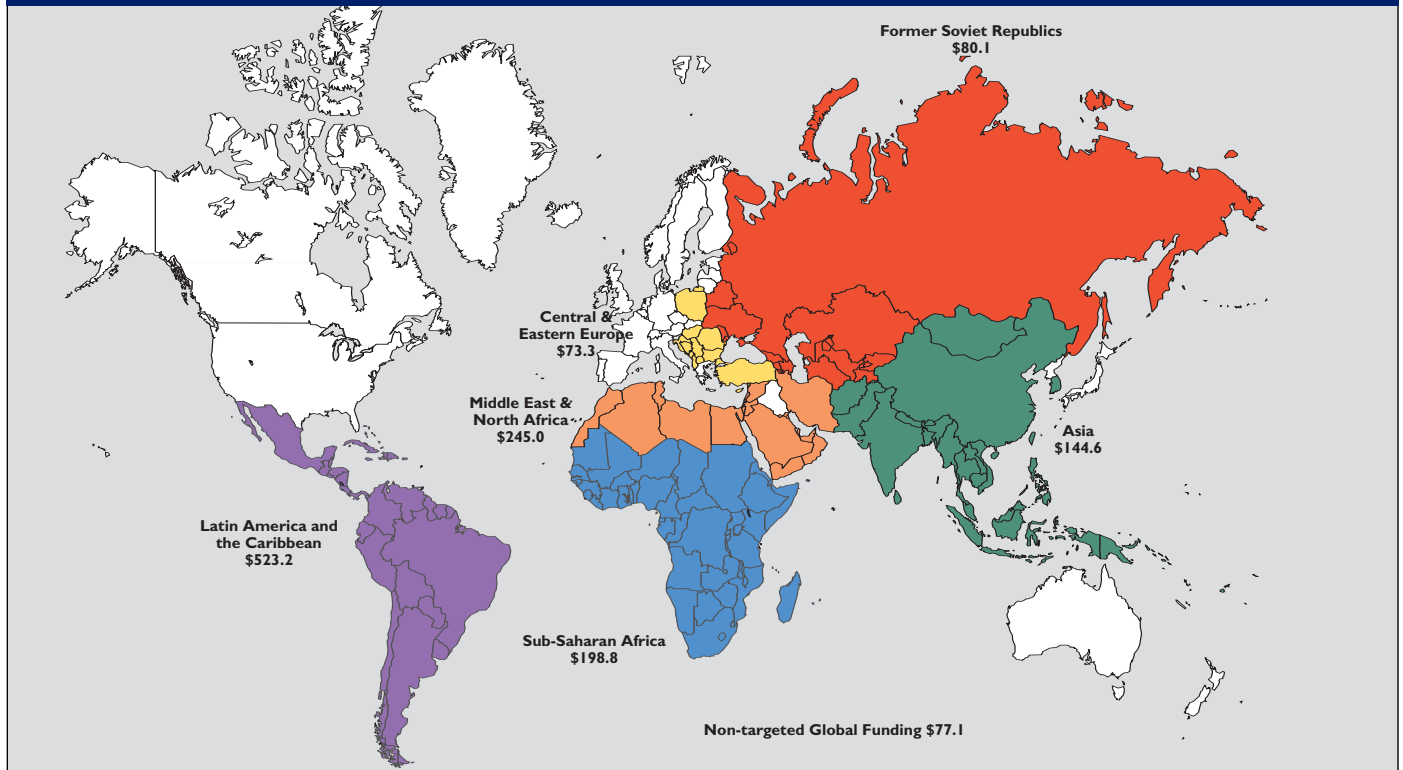 Former Soviet Republics
$80.1
Central &
Eastern Europe
$73.3
Middle East &
North Africa
$245.0
Asia
$144.6
Latin America and
the Caribbean
$523.2
Sub-Saharan Africa
$198.8
Non-targeted Global Funding $77.1